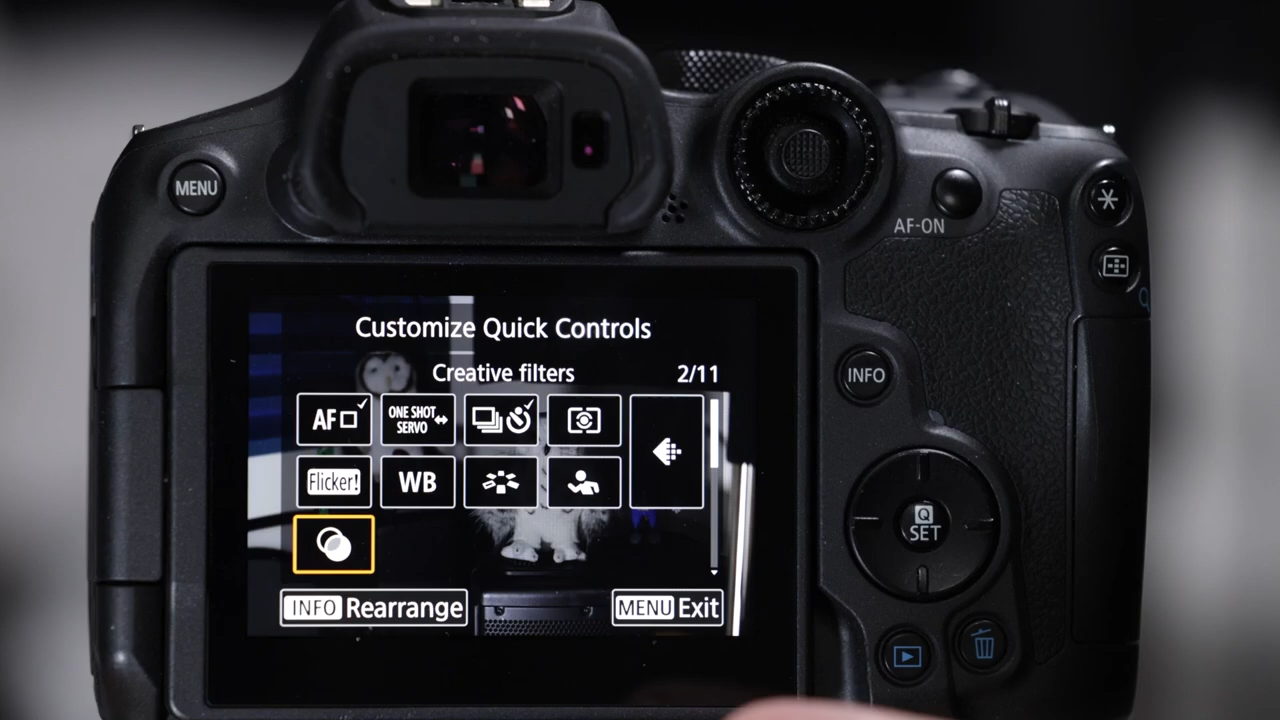 MENU
AF-ON
Customize Quick Controls
Creative filters 2/11
AF
ONE SHOT
SERVO
Flicker!
WB
INFO Rearrange
MENU Exit
INFO
Q
SET